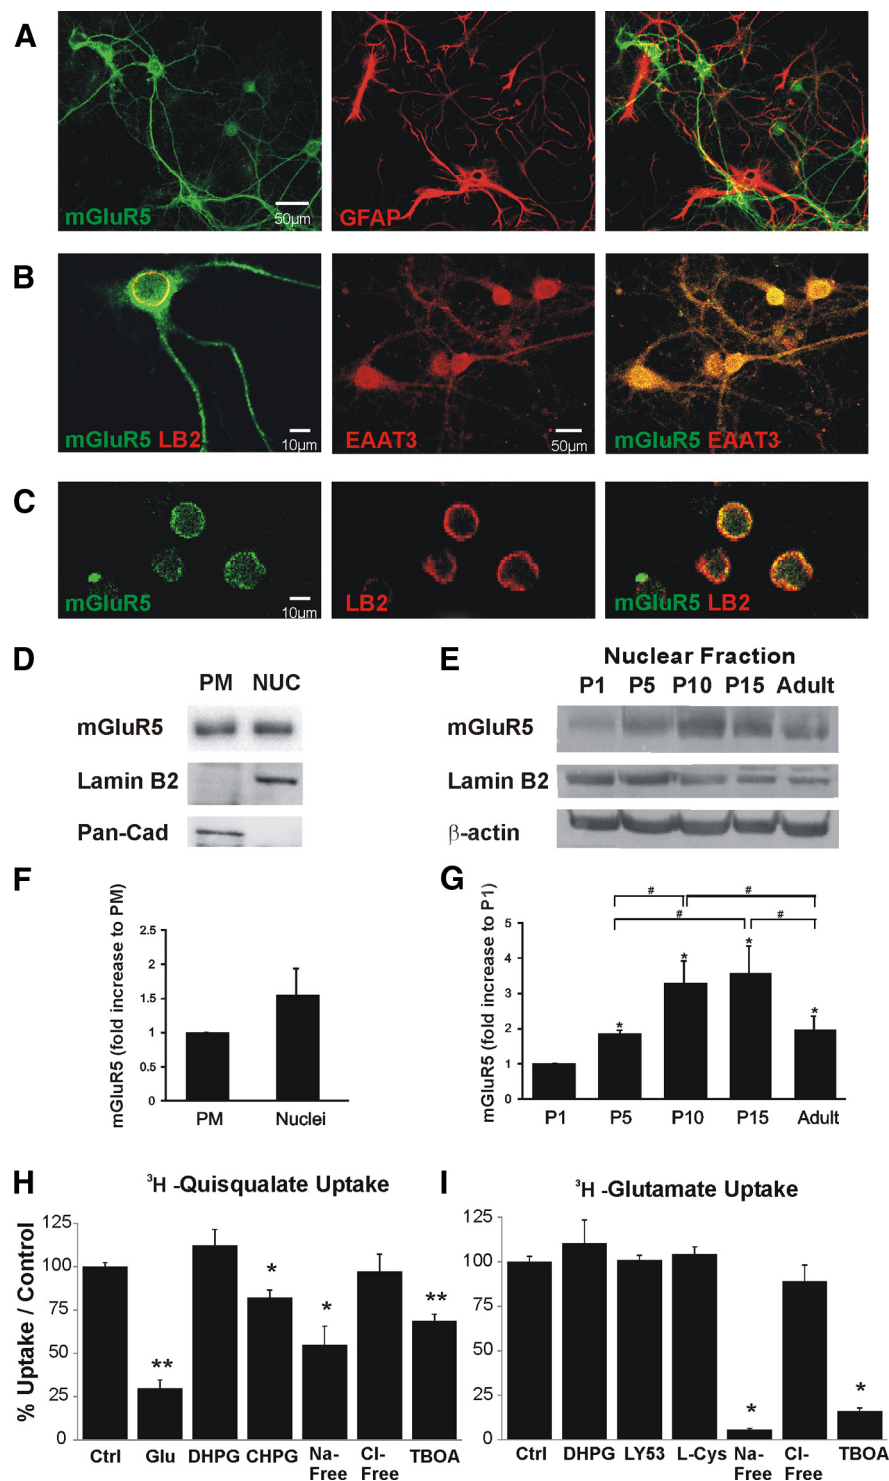 A
mGluR5
50µm
GFAP
B
mGluR5 LB2
10µm
EAAT3
50µm
mGluR5 EAAT3
C
mGluR5
10µm
LB2
mGluR5 LB2
D
PM NUC
mGluR5
Lamin B2
Pan-Cad
E
Nuclear Fraction
P1 P5 P10 P15 Adult
mGluR5
Lamin B2
β-actin
F
mGluR5 (fold increase to PM)
2.5
2
1.5
1
0.5
0
PM Nuclei
G
mGluR5 (fold increase to P1)
# #
# #
5
4
3
2
1
0
* * * *
P1 P5 P10 P15 Adult
H
³H -Quisqualate Uptake
% Uptake / Control
125
100
75
50
25
0
** * * **
Ctrl Glu DHPG CHPG Na-Free Cl-Free TBOA
I
³H -Glutamate Uptake
125
100
75
50
25
0
* *
Ctrl DHPG LY53 L-Cys Na-Free Cl-Free TBOA